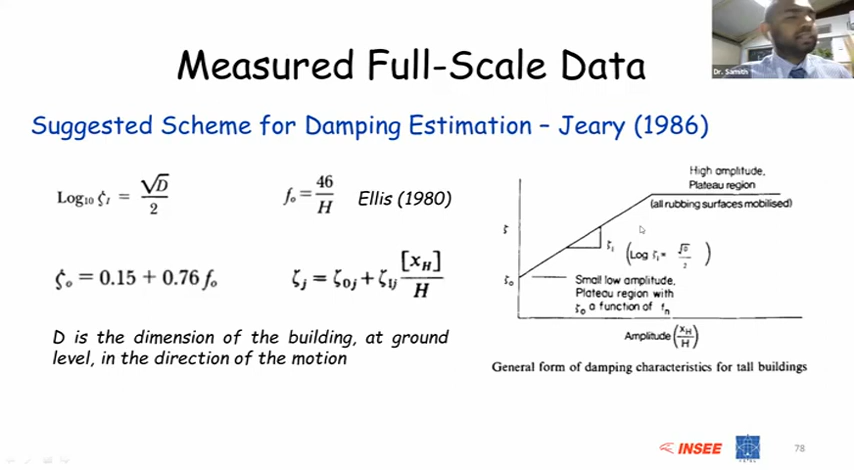 Dr. Samith
Measured Full-Scale Data
Suggested Scheme for Damping Estimation – Jeary (1986)
Log₁₀ ζ₁ = √D / 2
f₀ = 46 / H
Ellis (1980)
ζ₀ = 0.15 + 0.76 f₀
ζⱼ = ζ₀ⱼ + ζ₁ⱼ [x_H] / H
D is the dimension of the building, at ground
level, in the direction of the motion
High amplitude,
Plateau region
(all rubbing surfaces mobilised)
ζ
ζ₁ (Log ζ₁ = √D / 2)
ζ₀
Small low amplitude,
Plateau region with
ζ₀ a function of fₙ
Amplitude (x_H / H)
General form of damping characteristics for tall buildings
INSEE
78